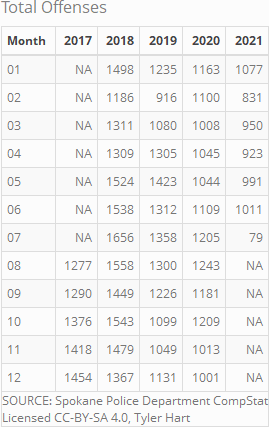 Total Offenses
Month 2017 2018 2019 2020 2021
01 NA 1498 1235 1163 1077
02 NA 1186 916 1100 831
03 NA 1311 1080 1008 950
04 NA 1309 1305 1045 923
05 NA 1524 1423 1044 991
06 NA 1538 1312 1109 1011
07 NA 1656 1358 1205 79
08 1277 1558 1300 1243 NA
09 1290 1449 1226 1181 NA
10 1376 1543 1099 1209 NA
11 1418 1479 1049 1013 NA
12 1454 1367 1131 1001 NA
SOURCE: Spokane Police Department CompStat
Licensed CC-BY-SA 4.0, Tyler Hart